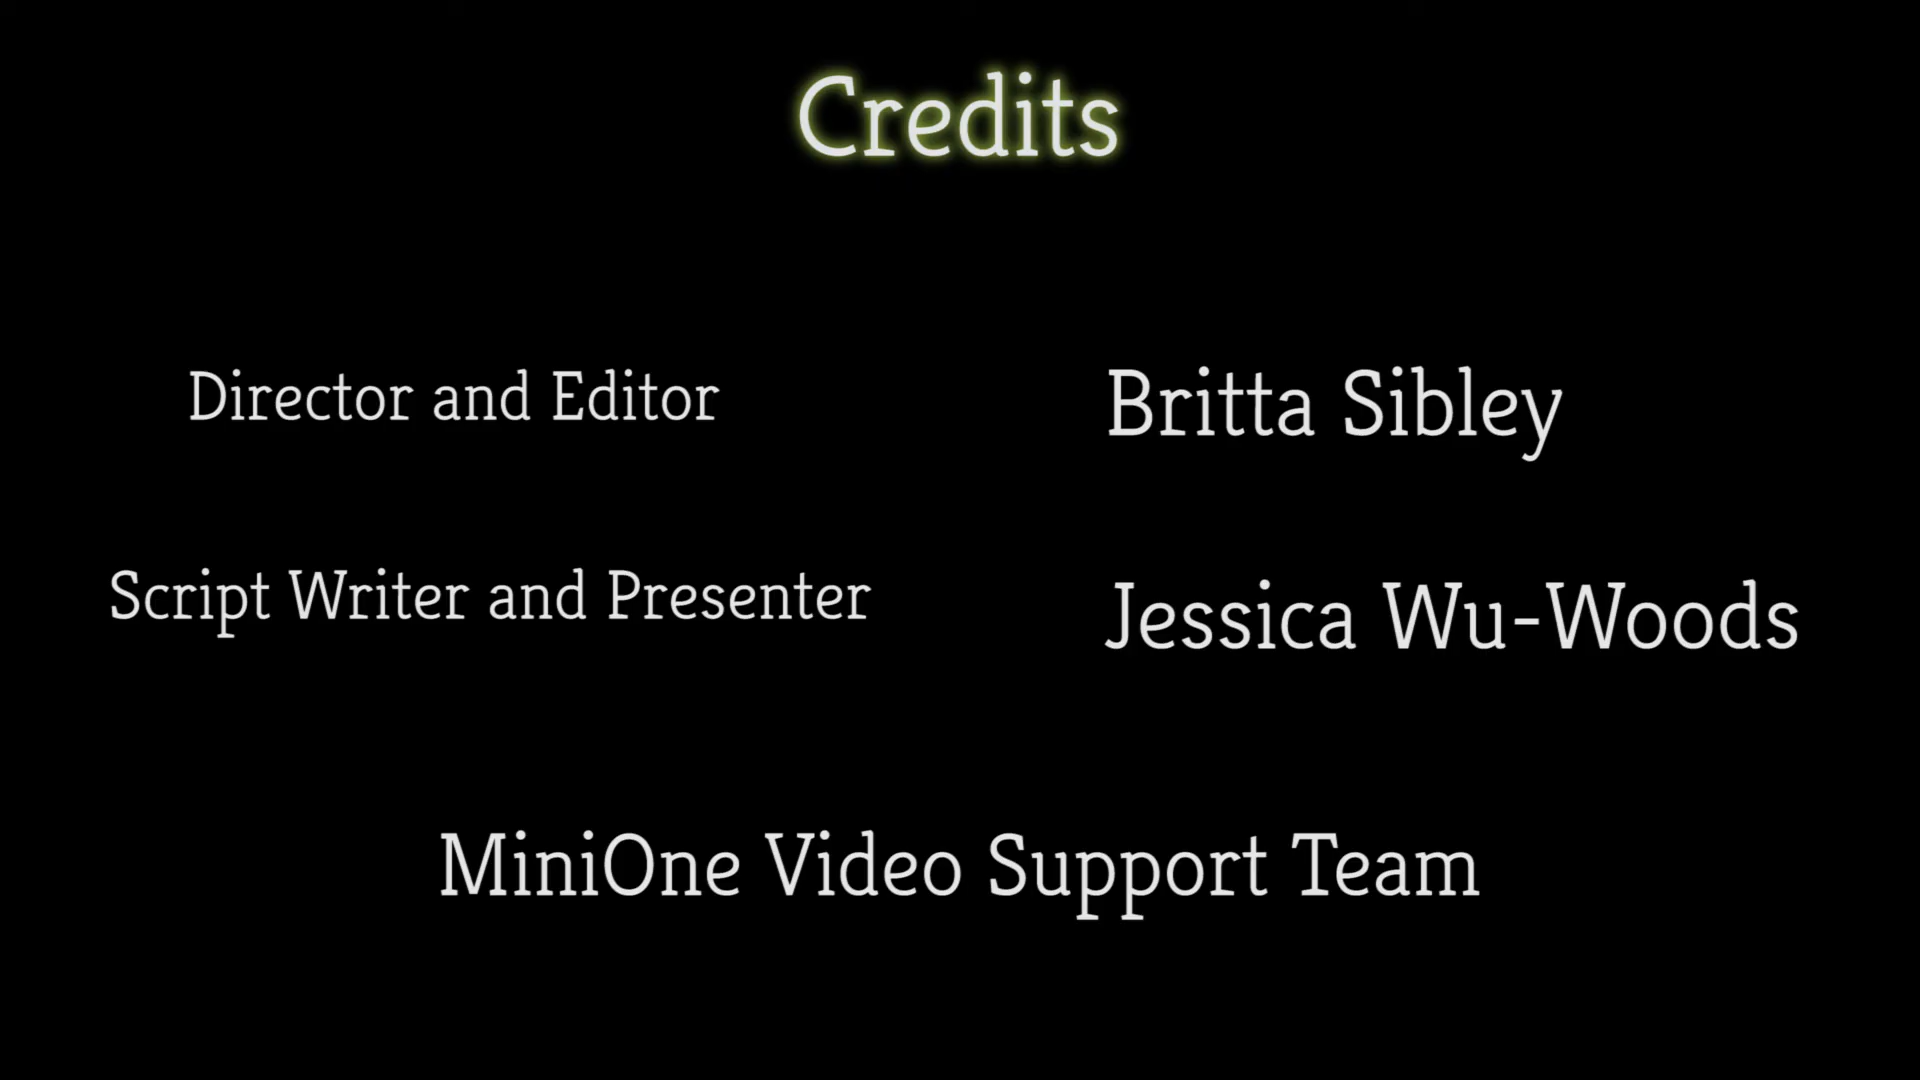 Credits
Director and Editor
Britta Sibley
Script Writer and Presenter
Jessica Wu-Woods
MiniOne Video Support Team